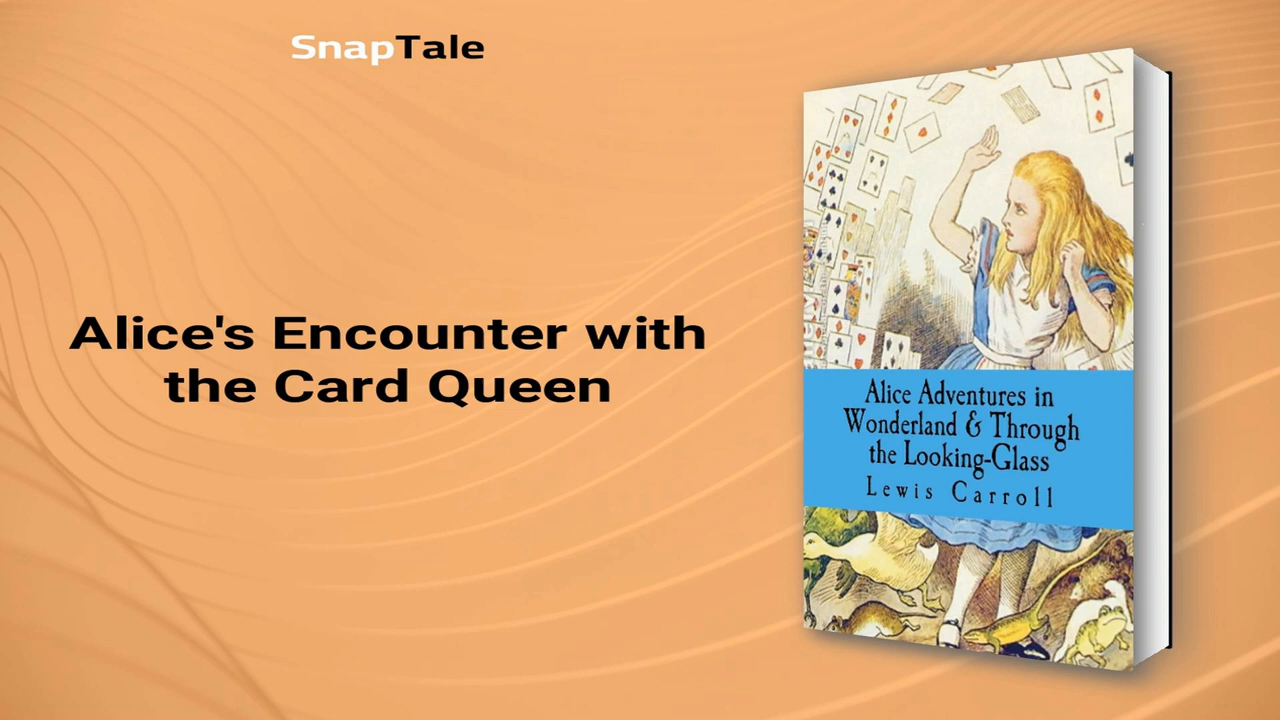 SnapTale
Alice's Encounter with
the Card Queen
Alice Adventures in
Wonderland & Through
the Looking-Glass
Lewis Carroll